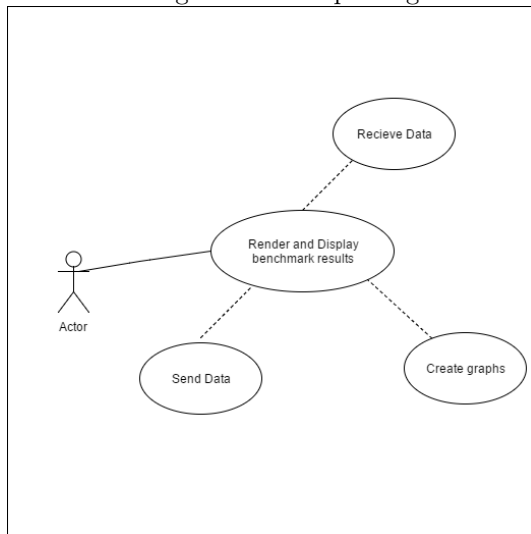 Recieve Data
Render and Display
benchmark results
Actor
Create graphs
Send Data